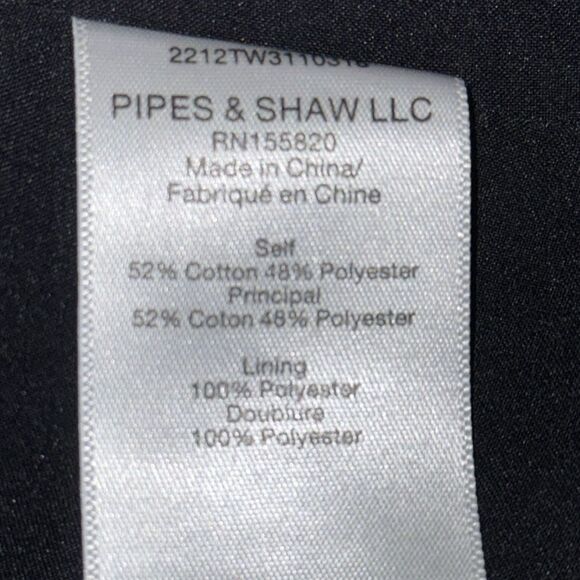 PIPES & SHAW LLC
RN155820
Made in China/
Fabriqué en Chine
Self
52% Cotton 48% Polyester
Principal
52% Coton 48% Polyester
Lining
100% Polyester
Doublure
100% Polyester